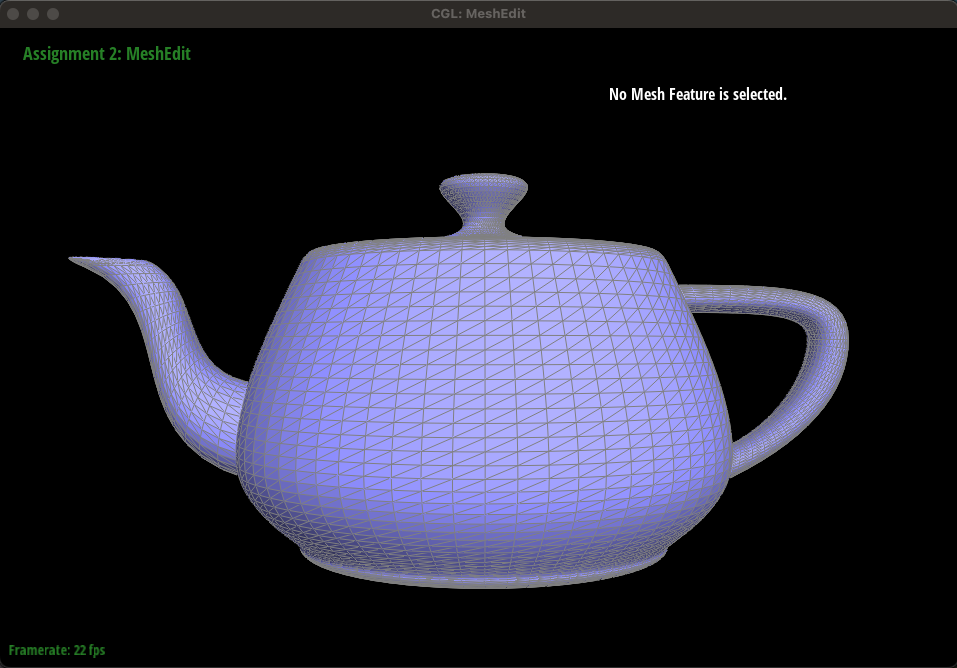 CGL: MeshEdit
Assignment 2: MeshEdit
No Mesh Feature is selected.
Framerate: 22 fps